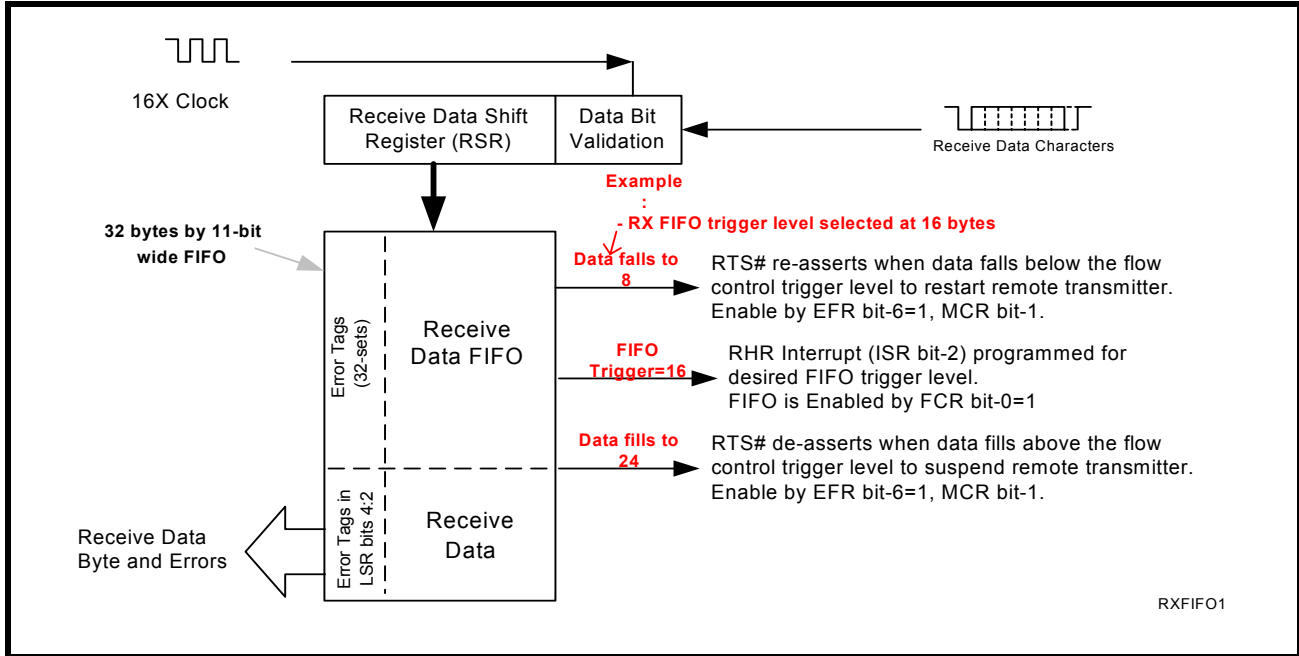 16X Clock
Receive Data Shift
Register (RSR)
Data Bit
Validation
Receive Data Characters
Example
:
- RX FIFO trigger level selected at 16 bytes
32 bytes by 11-bit
wide FIFO
Error Tags
(32-sets)
Receive
Data FIFO
Data falls to
8
RTS# re-asserts when data falls below the flow
control trigger level to restart remote transmitter.
Enable by EFR bit-6=1, MCR bit-1.
FIFO
Trigger=16
RHR Interrupt (ISR bit-2) programmed for
desired FIFO trigger level.
FIFO is Enabled by FCR bit-0=1
Data fills to
24
RTS# de-asserts when data fills above the flow
control trigger level to suspend remote transmitter.
Enable by EFR bit-6=1, MCR bit-1.
Error Tags in
LSR bits 4:2
Receive
Data
Receive Data
Byte and Errors
RXFIFO1